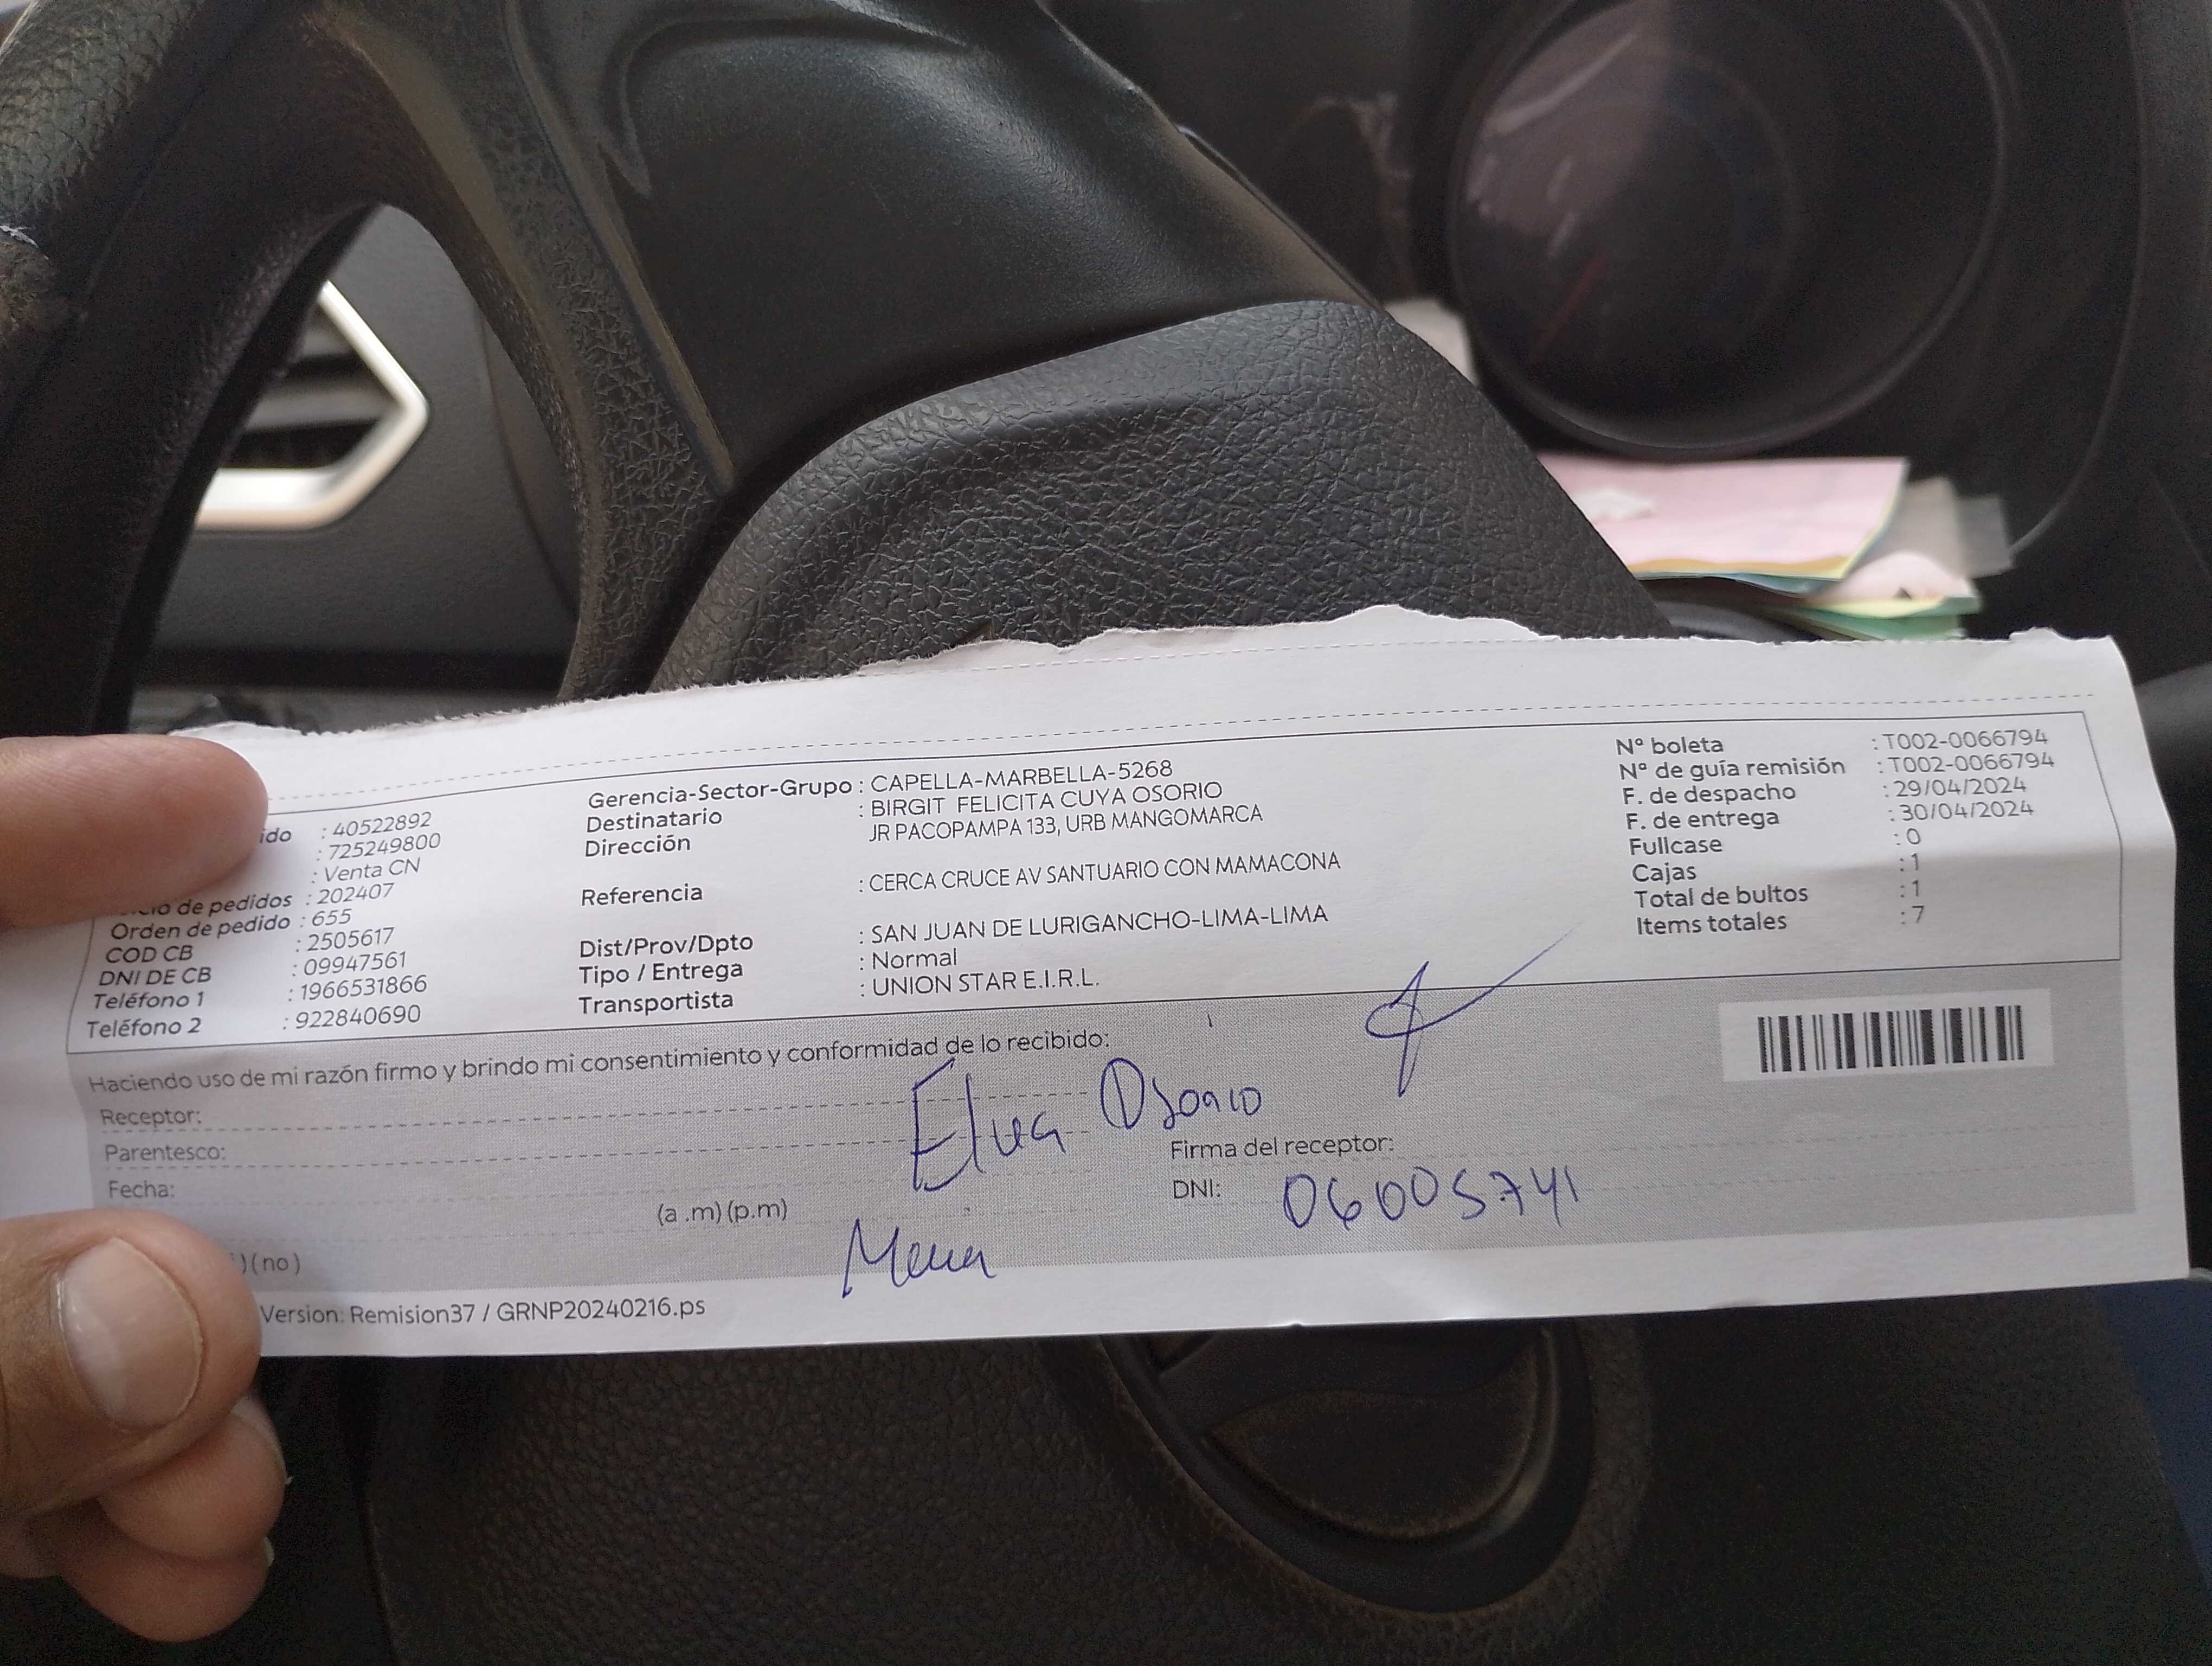 ido : 40522892
: 725249800
: Venta CN
de pedidos : 202407
Orden de pedido : 655
COD CB : 2505617
DNI DE CB : 09947561
Teléfono 1 : 1966531866
Teléfono 2 : 922840690
Gerencia-Sector-Grupo : CAPELLA-MARBELLA-5268
Destinatario : BIRGIT FELICITA CUYA OSORIO
Dirección JR PACOPAMPA 133, URB MANGOMARCA
Referencia : CERCA CRUCE AV SANTUARIO CON MAMACONA
Dist/Prov/Dpto : SAN JUAN DE LURIGANCHO-LIMA-LIMA
Tipo / Entrega : Normal
Transportista : UNION STAR E.I.R.L.
N° boleta : T002-0066794
N° de guía remisión : T002-0066794
F. de despacho : 29/04/2024
F. de entrega : 30/04/2024
Fullcase : 0
Cajas : 1
Total de bultos : 1
Items totales : 7
Haciendo uso de mi razón firmo y brindo mi consentimiento y conformidad de lo recibido:
Receptor:
Osorio
Parentesco:
Firma del receptor:
Fecha:
(a .m) (p.m)
DNI: 06005741
) (no)
Version: Remision37 / GRNP20240216.ps